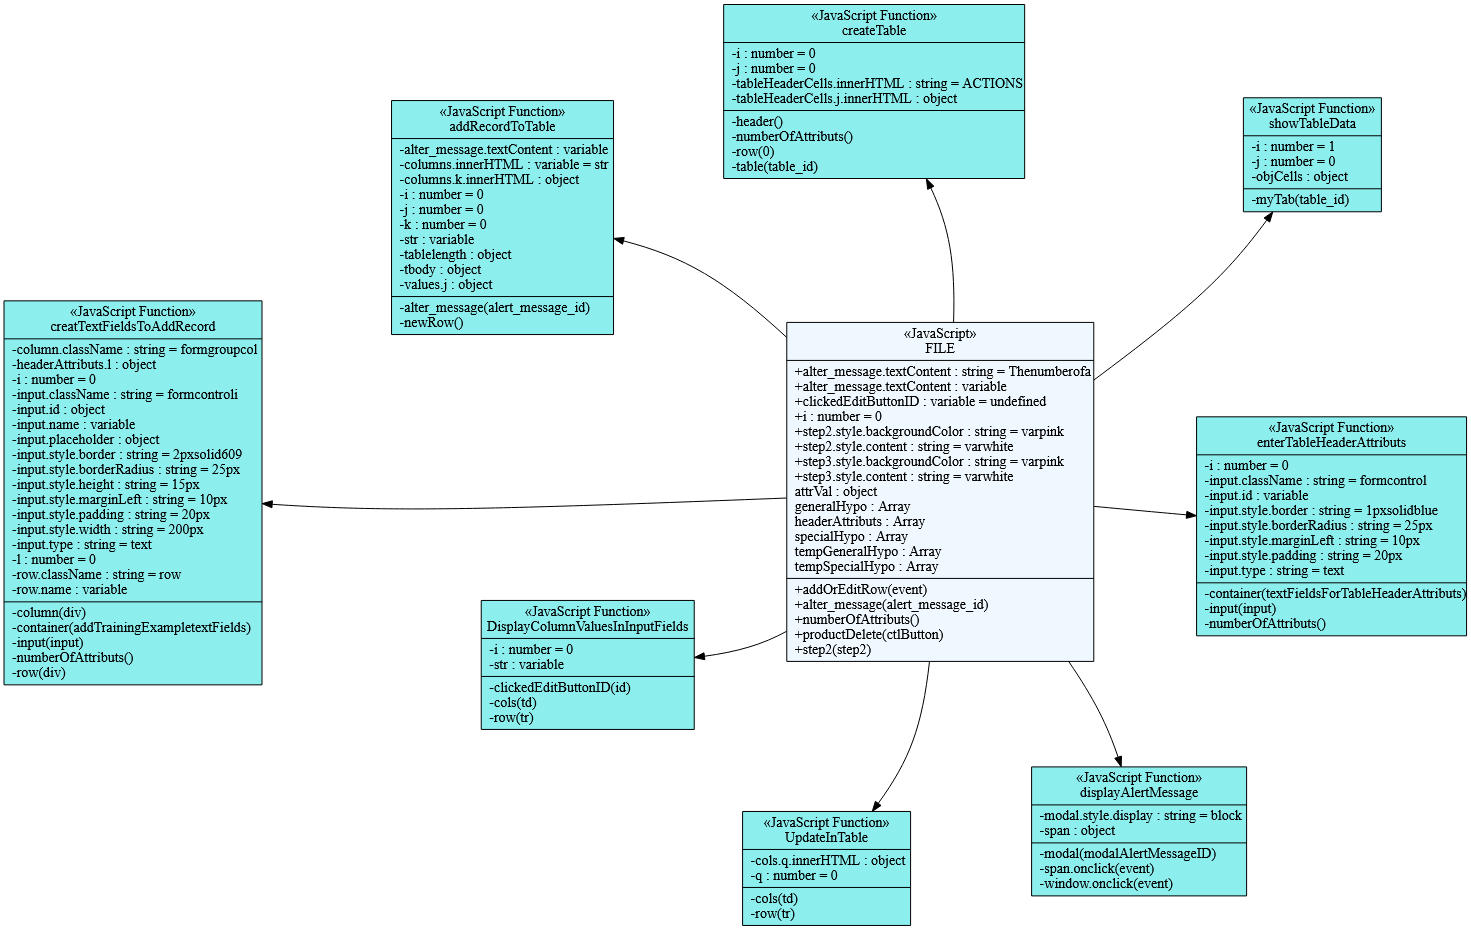 «JavaScript Function»
createTable
-i : number = 0
-j : number = 0
-tableHeaderCells.innerHTML : string = ACTIONS
-tableHeaderCells.j.innerHTML : object
-header()
-numberOfAttributs()
-row(0)
-table(table_id)
«JavaScript Function»
addRecordToTable
-alter_message.textContent : variable
-columns.innerHTML : variable = str
-columns.k.innerHTML : object
-i : number = 0
-j : number = 0
-k : number = 0
-str : variable
-tablelength : object
-tbody : object
-values.j : object
-alter_message(alert_message_id)
-newRow()
«JavaScript Function»
showTableData
-i : number = 1
-j : number = 0
-objCells : object
-myTab(table_id)
«JavaScript Function»
creatTextFieldsToAddRecord
-column.className : string = formgroupcol
-headerAttributs.l : object
-i : number = 0
-input.className : string = formcontroli
-input.id : object
-input.name : variable
-input.placeholder : object
-input.style.border : string = 2pxsolid609
-input.style.borderRadius : string = 25px
-input.style.height : string = 15px
-input.style.marginLeft : string = 10px
-input.style.padding : string = 20px
-input.style.width : string = 200px
-input.type : string = text
-l : number = 0
-row.className : string = row
-row.name : variable
-column(div)
-container(addTrainingExampletextFields)
-input(input)
-numberOfAttributs()
-row(div)
«JavaScript»
FILE
+alter_message.textContent : string = Thenumberofa
+alter_message.textContent : variable
+clickedEditButtonID : variable = undefined
+i : number = 0
+step2.style.backgroundColor : string = varpink
+step2.style.content : string = varwhite
+step3.style.backgroundColor : string = varpink
+step3.style.content : string = varwhite
attrVal : object
generalHypo : Array
headerAttributs : Array
specialHypo : Array
tempGeneralHypo : Array
tempSpecialHypo : Array
+addOrEditRow(event)
+alter_message(alert_message_id)
+numberOfAttributs()
+productDelete(ctlButton)
+step2(step2)
«JavaScript Function»
enterTableHeaderAttributs
-i : number = 0
-input.className : string = formcontrol
-input.id : variable
-input.style.border : string = 1pxsolidblue
-input.style.borderRadius : string = 25px
-input.style.marginLeft : string = 10px
-input.style.padding : string = 20px
-input.type : string = text
-container(textFieldsForTableHeaderAttributs)
-input(input)
-numberOfAttributs()
«JavaScript Function»
DisplayColumnValuesInInputFields
-i : number = 0
-str : variable
-clickedEditButtonID(id)
-cols(td)
-row(tr)
«JavaScript Function»
UpdateInTable
-cols.q.innerHTML : object
-q : number = 0
-cols(td)
-row(tr)
«JavaScript Function»
displayAlertMessage
-modal.style.display : string = block
-span : object
-modal(modalAlertMessageID)
-span.onclick(event)
-window.onclick(event)